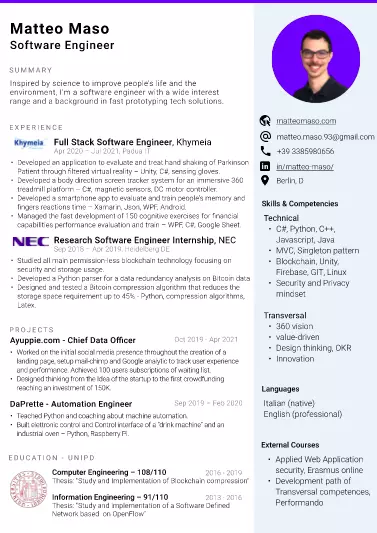 Matteo Maso
Software Engineer
SUMMARY
Inspired by science to improve people's life and the
environment, I'm a software engineer with a wide interest
range and a background in fast prototyping tech solutions.
EXPERIENCE
Khymeia
Full Stack Software Engineer, Khymeia
Apr 2020 – Jul 2021, Padua IT
• Developed an application to evaluate and treat hand shaking of Parkinson
Patient through filtered virtual reality – Unity, C#, sensing gloves.
• Developed a body direction screen tracker system for an immersive 360
treadmill platform – C#, magnetic sensors, DC motor controller.
• Developed a smartphone app to evaluate and train people's memory and
fingers reactions time – Xamarin, Json, WPF, Android.
• Managed the fast development of 150 cognitive exercises for financial
capabilities performance evaluation and train – WPF, C#, Google Sheet.
NEC
Research Software Engineer Internship, NEC
Sep 2018 – Apr 2019. Heidelberg DE
• Studied all main permission-less blockchain technology focusing on
security and storage usage.
• Developed a Python parser for a data redundancy analysis on Bitcoin data
• Designed and tested a Bitcoin compression algorithm that reduces the
storage space requirement up to 45% - Python, compression algorithms,
Latex.
PROJECTS
Ayuppie.com - Chief Data Officer
Oct 2019 - Apr 2021
• Worked on the initial social media presence throughout the creation of a
landing page, setup mail-chimp and Google analytic to track user experience
and performance. Achieved 100 users subscriptions of waiting list.
• Designed thinking from the Idea of the startup to the first crowdfunding
reaching an investment of 150K.
DaPrette - Automation Engineer
Sep 2019 – Feb 2020
• Teached Python and coaching about machine automation.
• Built elettronic control and Control interface of a "drink machine" and an
industrial oven – Python, Raspberry PI.
EDUCATION - UNIPD
Computer Engineering – 108/110
2016 - 2019
Thesis: "Study and Implementation of Blockchain compression"
Information Engineering – 91/110
2013 - 2016
Thesis: "Study and Implementation of a Software Defined
Network based on OpenFlow"
matteomaso.com
matteo.maso.93@gmail.com
+39 3385980656
in/matteo-maso/
Berlin, D
Skills & Competencies
Technical
• C#, Python, C++,
Javascript, Java
• MVC, Singleton pattern
• Blockchain, Unity,
Firebase, GIT, Linux
• Security and Privacy
mindset
Transversal
• 360 vision
• value-driven
• Design thinking, OKR
• Innovation
Languages
Italian (native)
English (professional)
External Courses
• Applied Web Application
security, Erasmus online
• Development path of
Transversal competences,
Performando